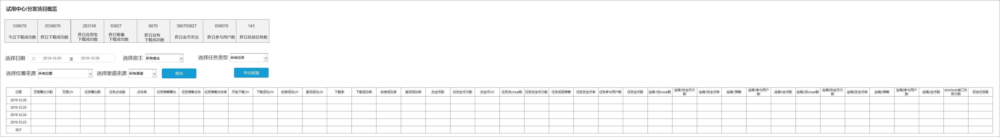 试用中心/分发项目概览
538679 2538679 283749 93827 8679 386793827 838679 143
今日下载成功数 昨日下载成功数 昨日应用宝 昨日智量 昨日自有 昨日金币支出 昨日参与用户数 昨日投放任务数
下载成功数 下载成功数 下载成功数
选择日期 2019-12-20 至 2019-12-26 选择宿主 所有宿主 选择任务类型 所有任务
选择位置来源 所有位置 选择渠道来源 所有渠道 查询 导出数据
日期 页面曝光次数 页面UV 任务曝光数 任务点击数 点击率 任务弹窗曝光 任务弹窗点击 任务弹窗点击率 开始下载UV 下载成功UV 安装成功UV 激活成功UV 下载率 下载成功率 安装成功率 激活成功率 总金币数 总发金币次数 总金币UV 任务发cheat数 任务发金币次数 任务奖励弹窗 任务发金币率 任务参与用户数 任务金币数 宝箱1发cheat数 宝箱1发金币次数 宝箱1发金币率 宝箱1弹窗 宝箱1参与用户数 宝箱1金币数 宝箱2发cheat数 宝箱2发金币次数 宝箱2发金币率 宝箱2弹窗 宝箱2参与用户数 宝箱2金币数 distribute接口失败次数 投放任务数
2019-12-26
2019-12-25
2019-12-24
2019-12-23
合计